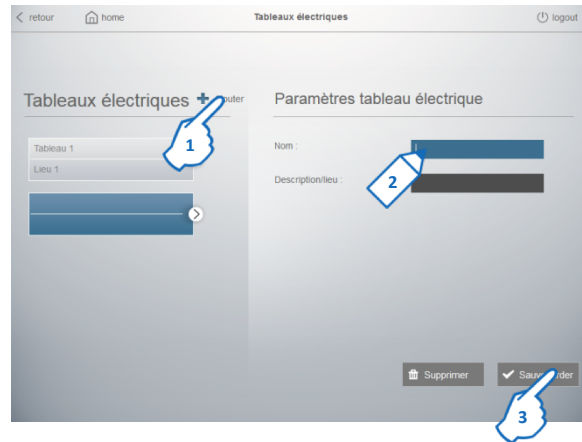 retour
home
Tableaux électriques
logout
Tableaux électriques
Paramètres tableau électrique
Tableau 1
Lieu 1
1
Nom :
2
Description/lieu :
Supprimer
3